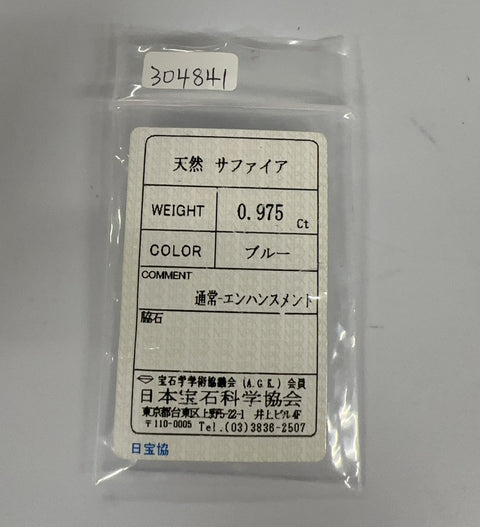 304841
天然 サファイア
WEIGHT 0.975 Ct
COLOR ブルー
COMMENT
通常-エンハンスメント
脇石
宝石学学術協議会 (A.G.K.) 会員
日本宝石科学協会
東京都台東区上野5-22-1 井上ビル4F
〒110-0005 Tel.(03)3836-2507
日宝協